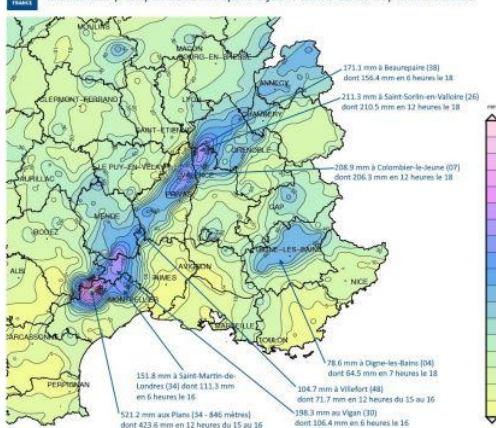 FRANCE
MOULINS
MACON
BOURG-EN-BRESSE
ANNECY
CLERMONT-FERRAND
LYON
CHAMBERY
SAINT-ETIENNE
GRENOBLE
LE PUY-EN-VELAY
AURILLAC
VALENCE
PRIVAS
MENDE
GAP
RODEZ
DIGNE-LES-BAINS
AVIGNON
NIMES
NICE
MONTPELLIER
MARSEILLE
TOULON
PERPIGNAN
171.1 mm à Beaurepaire (38)
dont 156.4 mm en 6 heures le 18
211.3 mm à Saint-Sorlin-en-Valloire (26)
dont 210.5 mm en 12 heures le 18
208.9 mm à Colombier-le-Jeune (07)
dont 206.3 mm en 12 heures le 18
78.6 mm à Digne-les-Bains (04)
dont 64.5 mm en 7 heures le 18
104.7 mm à Villefort (48)
dont 71.7 mm en 12 heures du 15 au 16
198.3 mm au Vigan (30)
dont 106.4 mm en 6 heures le 16
151.8 mm à Saint-Martin-de-
Londres (34) dont 111.3 mm
en 6 heures le 16
521.2 mm aux Plans (34 - 846 mètres)
dont 423.6 mm en 12 heures du 15 au 16